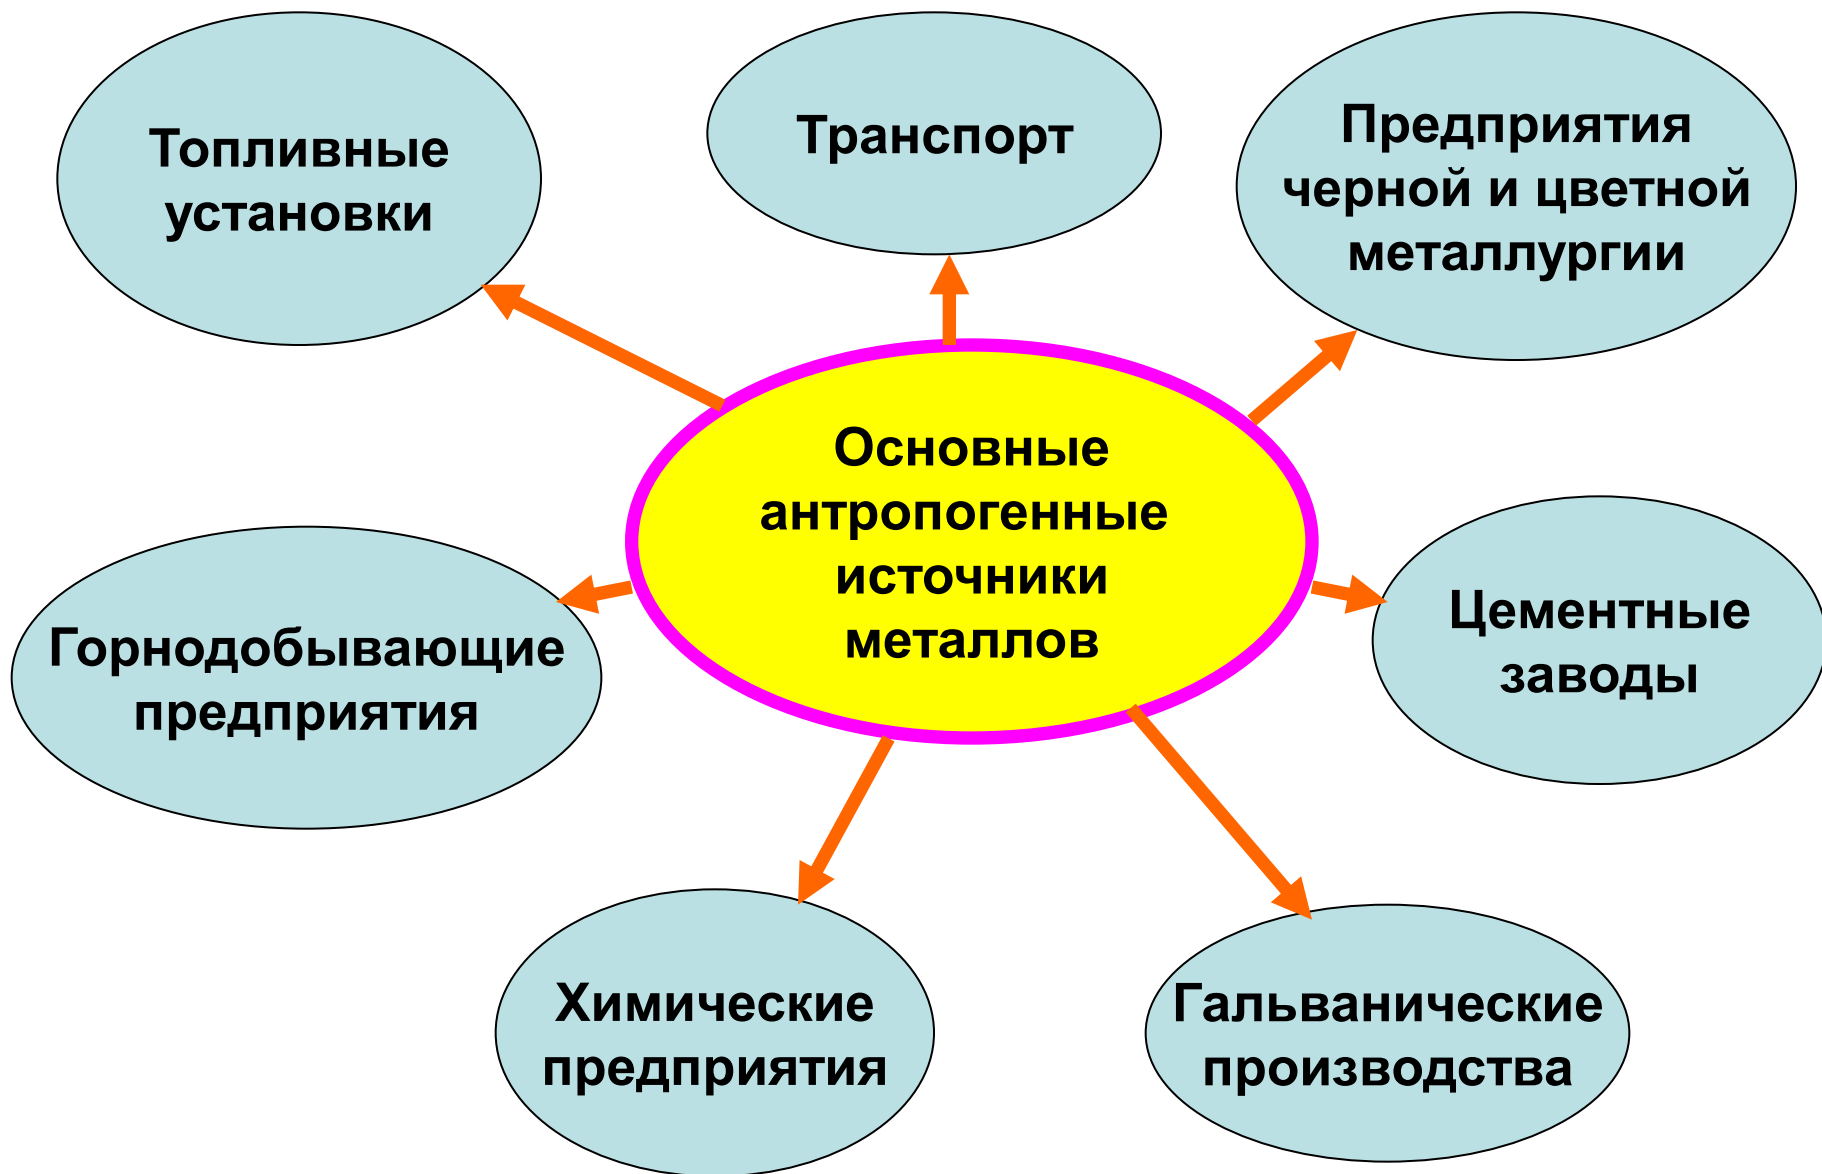 Топливные
установки
Транспорт
Предприятия
черной и цветной
металлургии
Основные
антропогенные
источники
металлов
Горнодобывающие
предприятия
Цементные
заводы
Химические
предприятия
Гальванические
производства